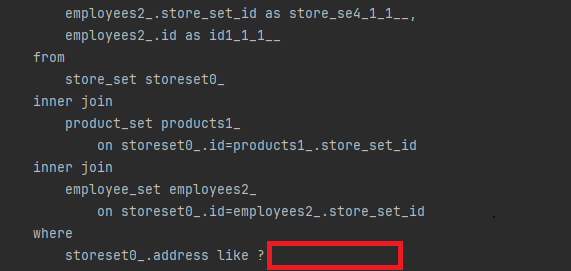 employees2_.store_set_id as store_se4_1_1__,
employees2_.id as id1_1_1__
from
store_set storeset0_
inner join
product_set products1_
on storeset0_.id=products1_.store_set_id
inner join
employee_set employees2_
on storeset0_.id=employees2_.store_set_id
where
storeset0_.address like ?